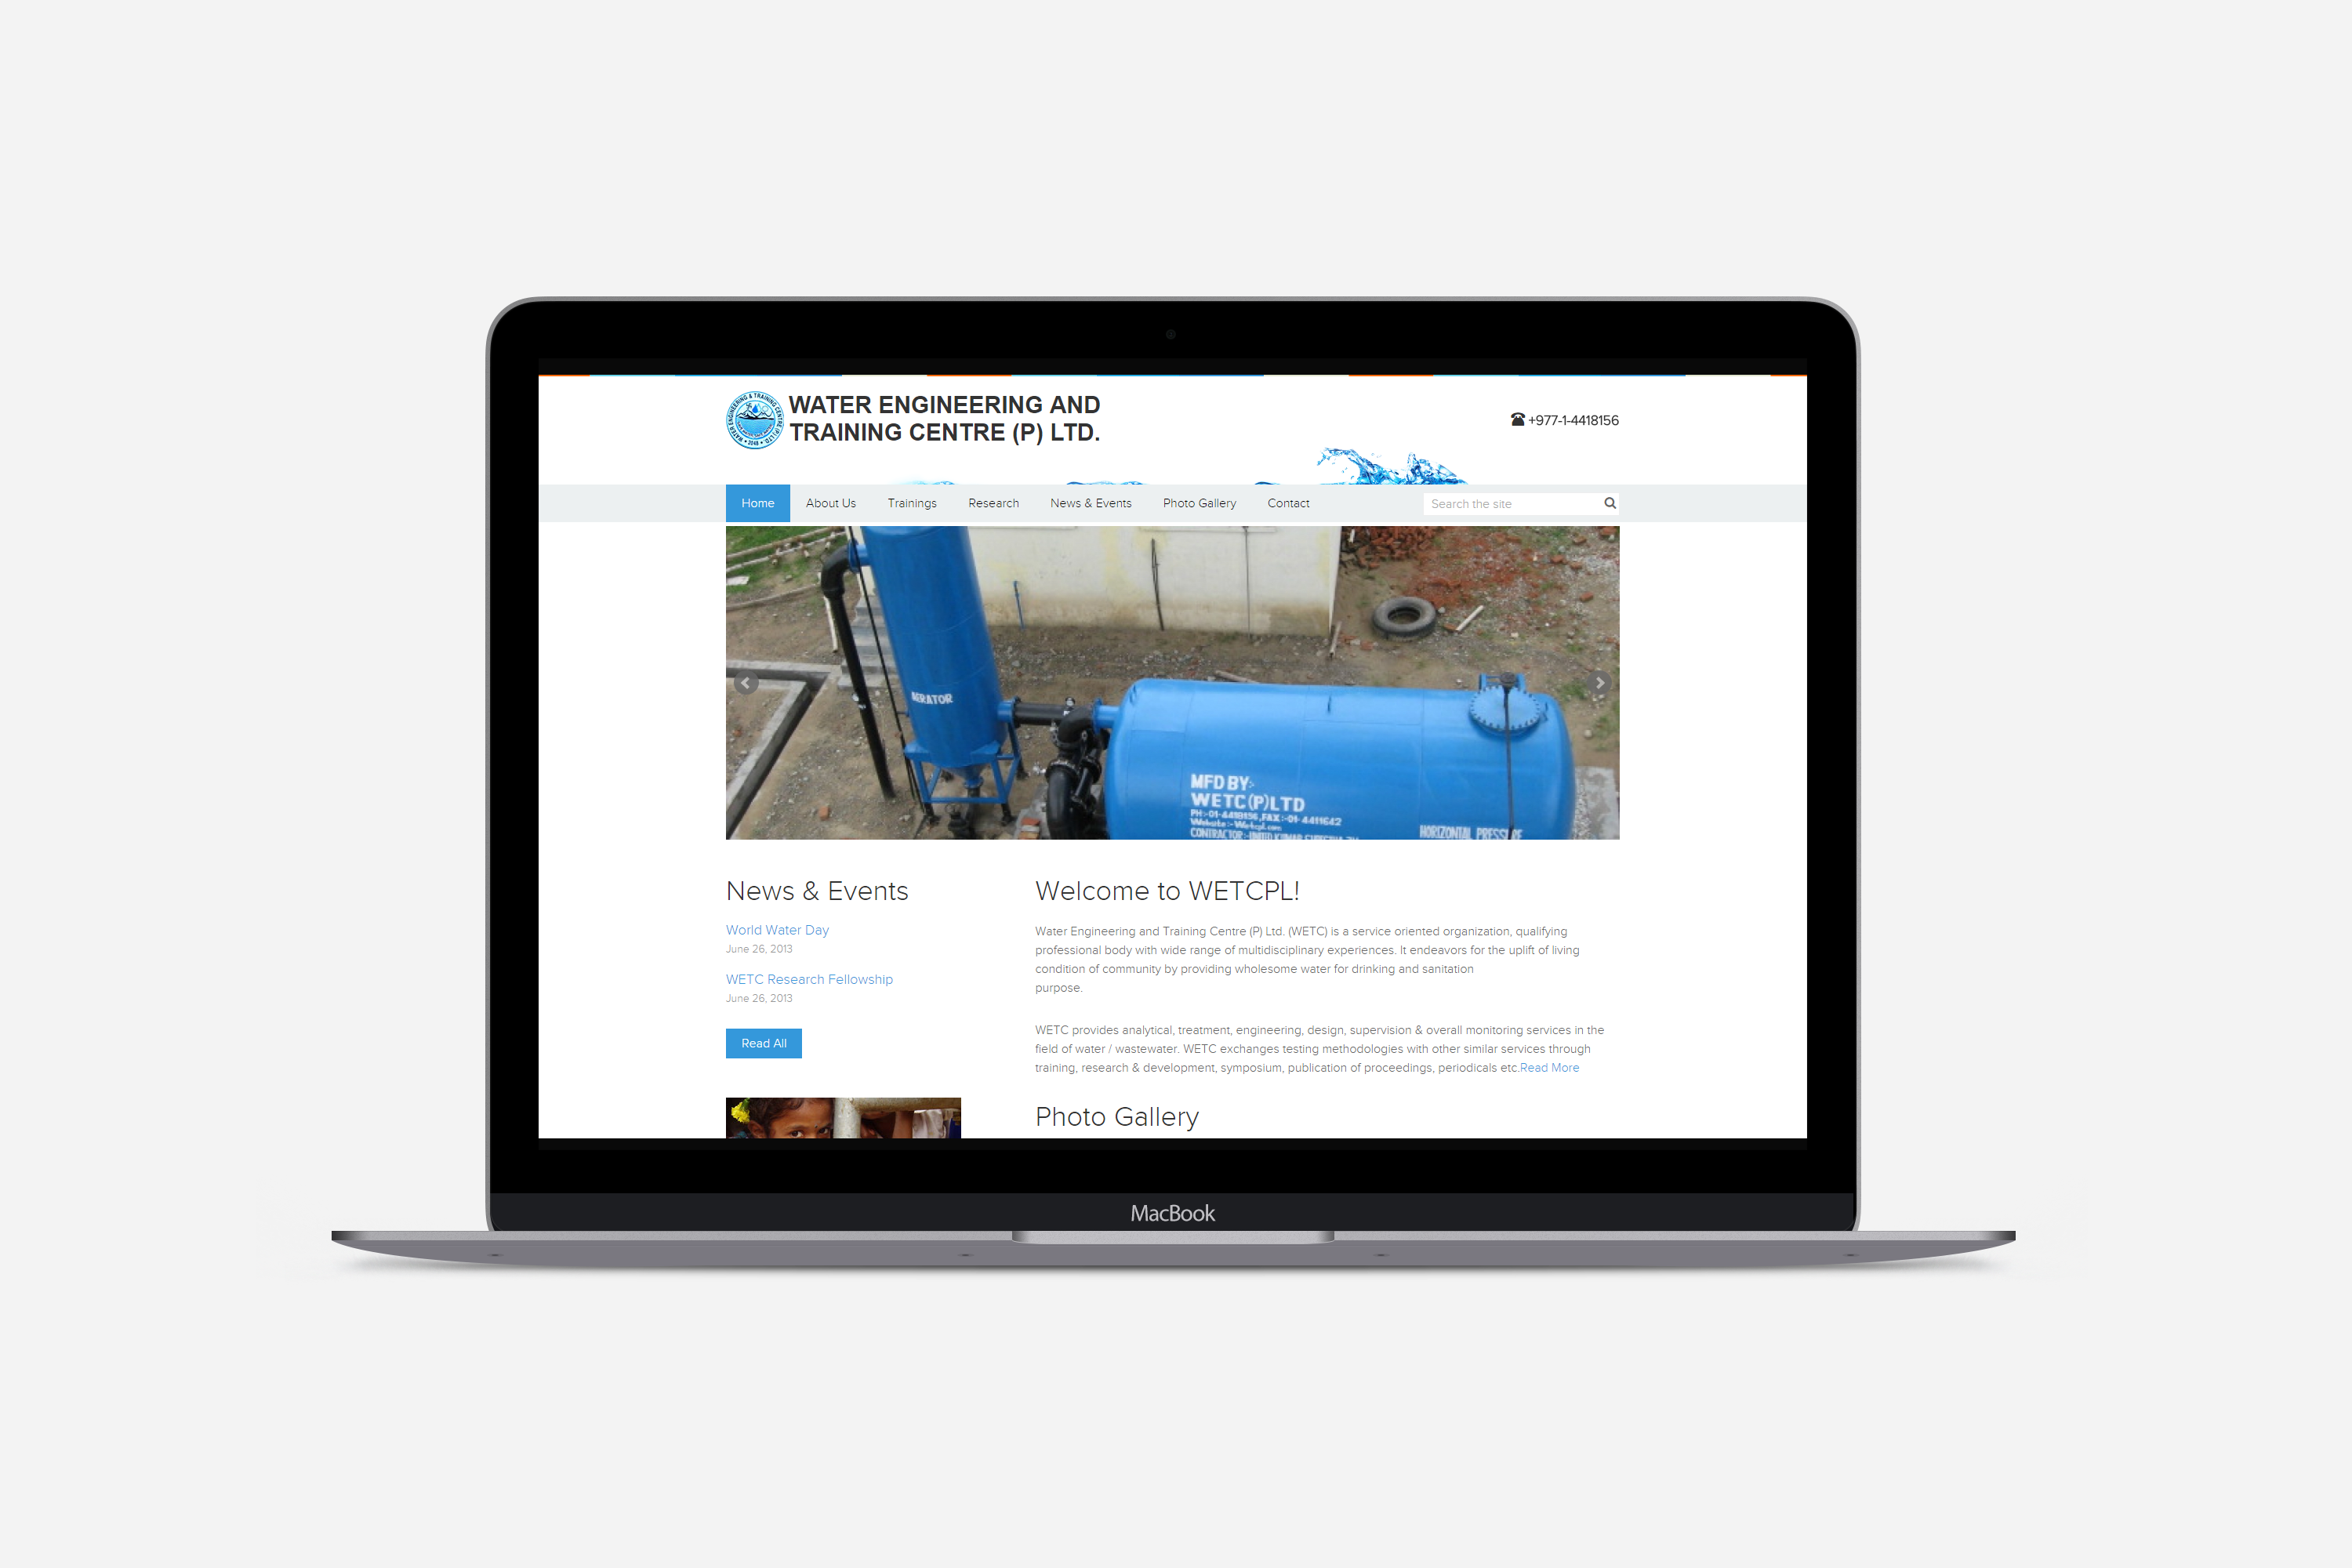 WATER ENGINEERING AND
TRAINING CENTRE (P) LTD.
WATER ENGINEERING & TRAINING CENTRE (P) LTD.
+977-1-4418156
Home About Us Trainings Research News & Events Photo Gallery Contact Search the site
AERATOR
MFD BY:-
WETC (P) LTD
PH:-01-4418156, FAX:-01-4411642
Website:-Wetcpl.com
CONTRACTOR:-
HORIZONTAL PRESSURE
News & Events
World Water Day
June 26, 2013
WETC Research Fellowship
June 26, 2013
Read All
Welcome to WETCPL!
Water Engineering and Training Centre (P) Ltd. (WETC) is a service oriented organization, qualifying
professional body with wide range of multidisciplinary experiences. It endeavors for the uplift of living
condition of community by providing wholesome water for drinking and sanitation
purpose.
WETC provides analytical, treatment, engineering, design, supervision & overall monitoring services in the
field of water / wastewater. WETC exchanges testing methodologies with other similar services through
training, research & development, symposium, publication of proceedings, periodicals etc.Read More
Photo Gallery
MacBook